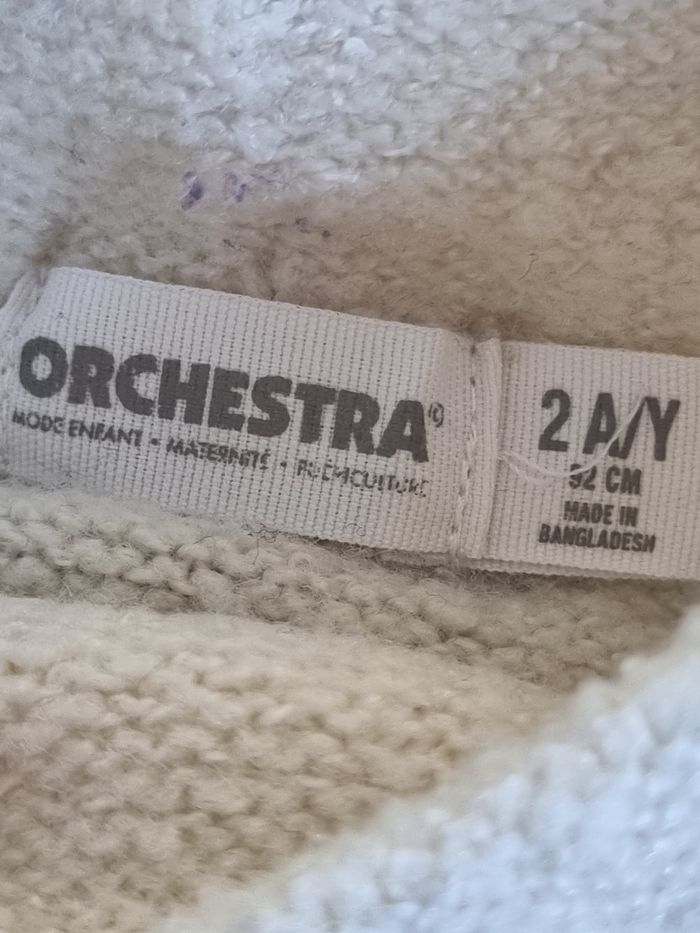 ORCHESTRA©
MODE ENFANT • MATERNITÉ • PUÉRICULTURE
2 A/Y
92 CM
MADE IN
BANGLADESH